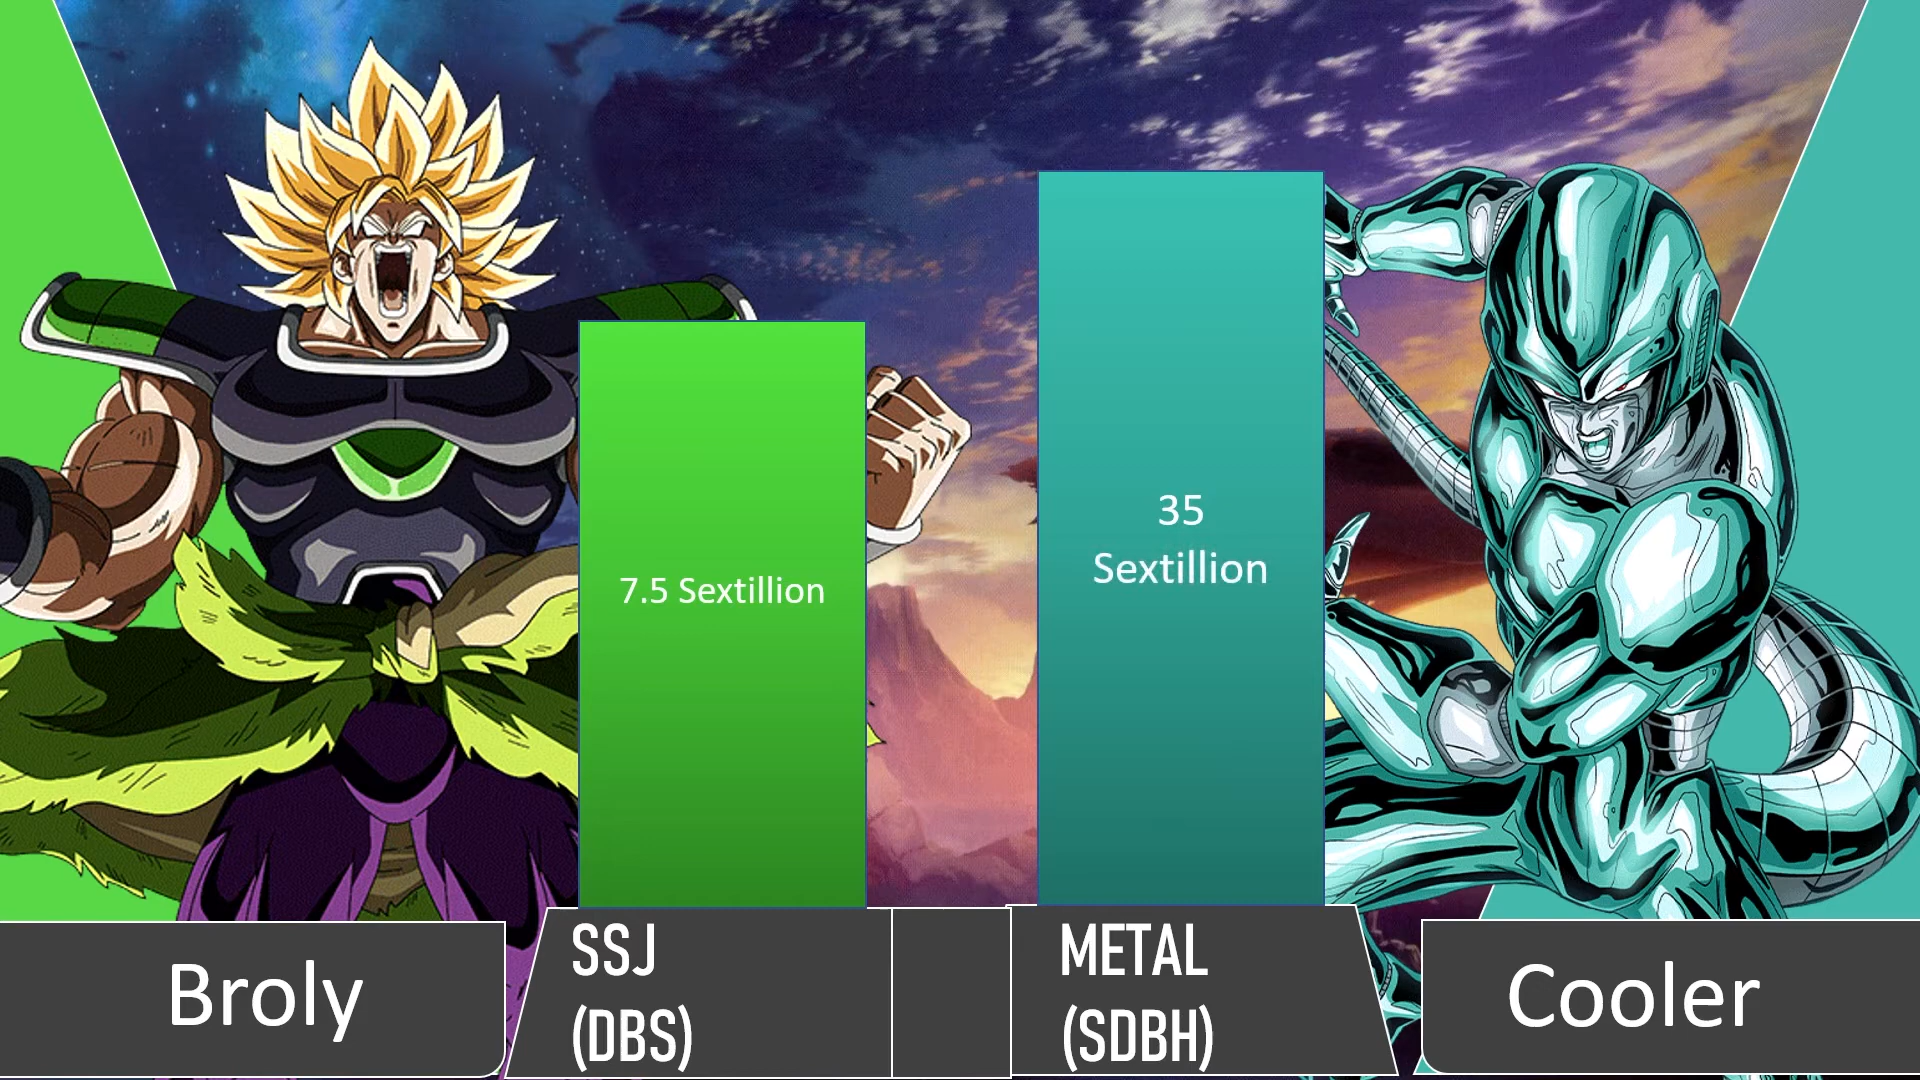 7.5 Sextillion
35
Sextillion
Broly
SSJ
(DBS)
METAL
(SDBH)
Cooler